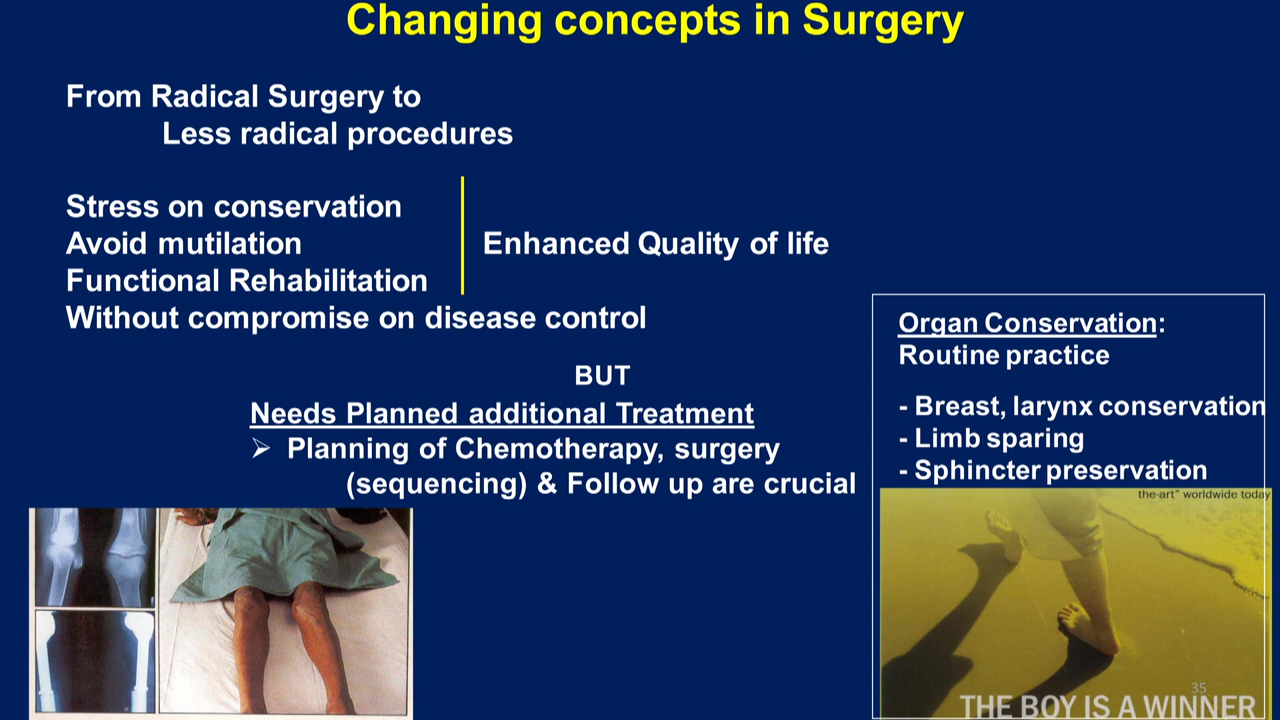 Changing concepts in Surgery
From Radical Surgery to
Less radical procedures
Stress on conservation
Avoid mutilation
Functional Rehabilitation
Enhanced Quality of life
Without compromise on disease control
BUT
Needs Planned additional Treatment
➢ Planning of Chemotherapy, surgery
(sequencing) & Follow up are crucial
Organ Conservation:
Routine practice
- Breast, larynx conservation
- Limb sparing
- Sphincter preservation
the-art" worldwide today
35
THE BOY IS A WINNER